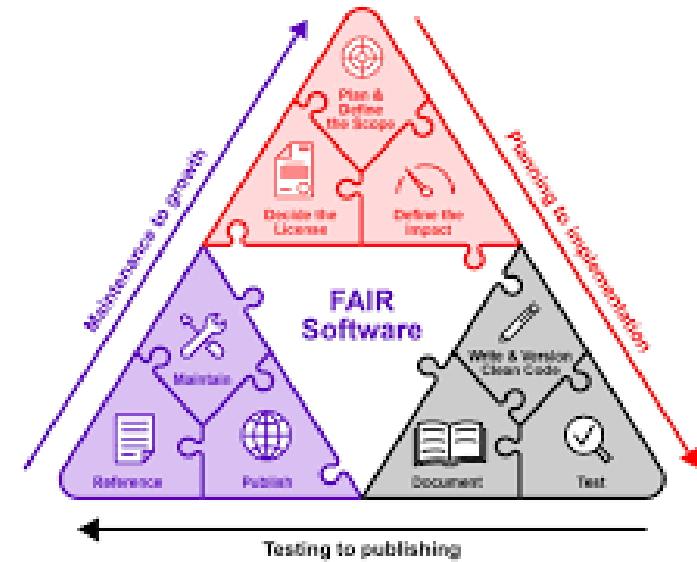 Plan &
Define
the Scope
Decide the
License
Define the
Impact
Maintenance to growth
Planning to implementation
FAIR
Software
Maintain
Write & Version
Clean Code
Reference
Publish
Document
Test
Testing to publishing